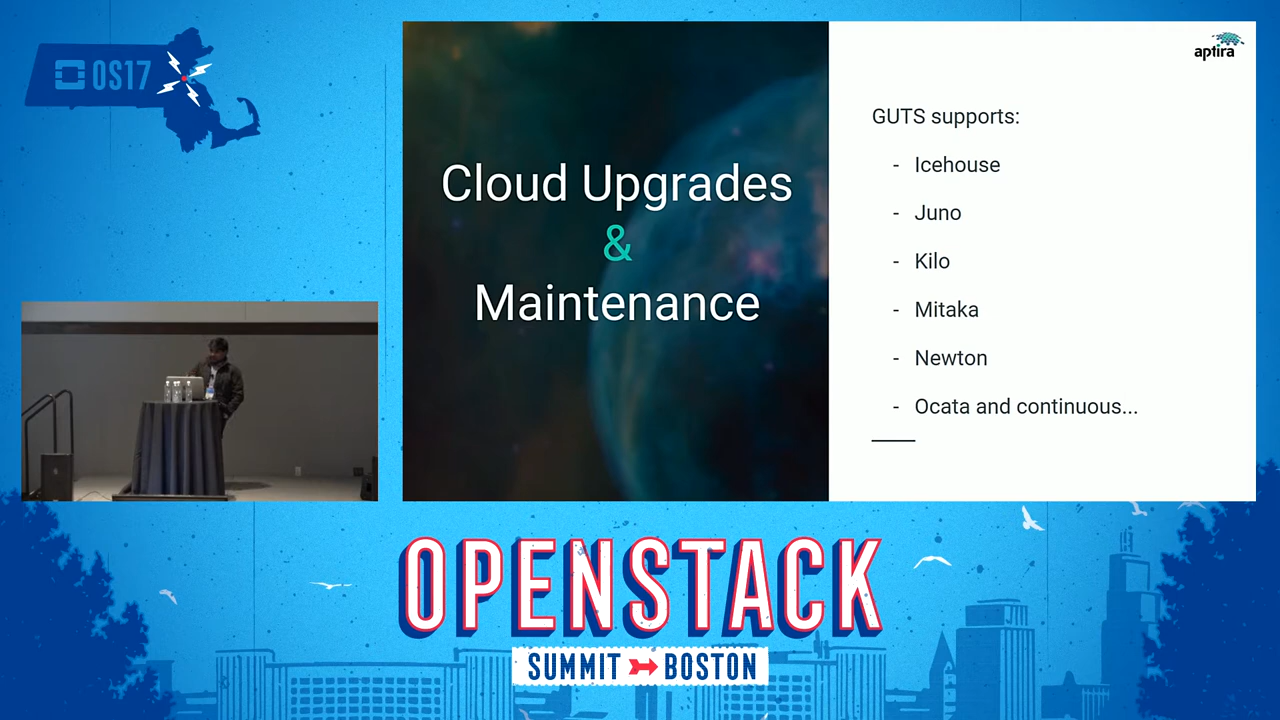 OS17
Cloud Upgrades
&
Maintenance
aptira
GUTS supports:
- Icehouse
- Juno
- Kilo
- Mitaka
- Newton
- Ocata and continuous...
OPENSTACK
SUMMIT BOSTON